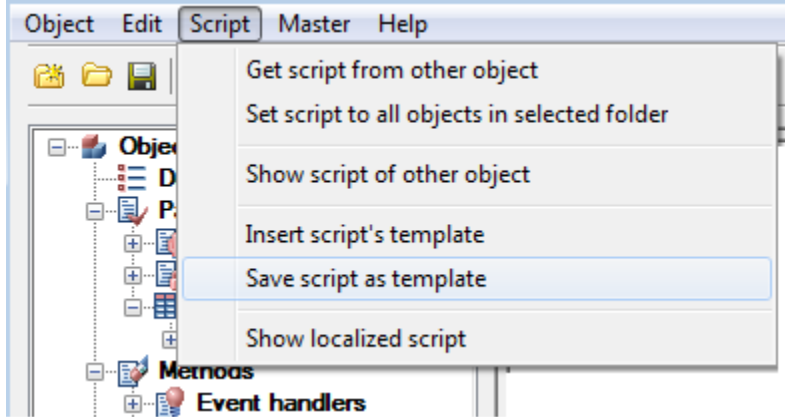 Object Edit Script Master Help
Get script from other object
Set script to all objects in selected folder
Show script of other object
Insert script's template
Save script as template
Show localized script
Methods
Event handlers